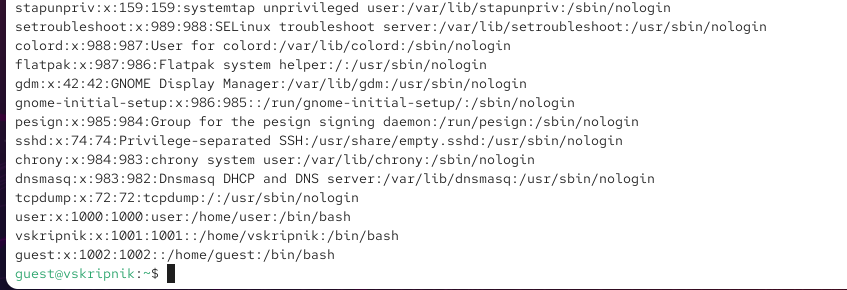 stapunpriv:x:159:159:systemtap unprivileged user:/var/lib/stapunpriv:/sbin/nologin
setroubleshoot:x:989:988:SELinux troubleshoot server:/var/lib/setroubleshoot:/usr/sbin/nologin
colord:x:988:987:User for colord:/var/lib/colord:/sbin/nologin
flatpak:x:987:986:Flatpak system helper:/:/usr/sbin/nologin
gdm:x:42:42:GNOME Display Manager:/var/lib/gdm:/usr/sbin/nologin
gnome-initial-setup:x:986:985::/run/gnome-initial-setup/:/sbin/nologin
pesign:x:985:984:Group for the pesign signing daemon:/run/pesign:/sbin/nologin
sshd:x:74:74:Privilege-separated SSH:/usr/share/empty.sshd:/usr/sbin/nologin
chrony:x:984:983:chrony system user:/var/lib/chrony:/sbin/nologin
dnsmasq:x:983:982:Dnsmasq DHCP and DNS server:/var/lib/dnsmasq:/usr/sbin/nologin
tcpdump:x:72:72:tcpdump:/:/usr/sbin/nologin
user:x:1000:1000:user:/home/user:/bin/bash
vskripnik:x:1001:1001::/home/vskripnik:/bin/bash
guest:x:1002:1002::/home/guest:/bin/bash
guest@vskripnik:~$